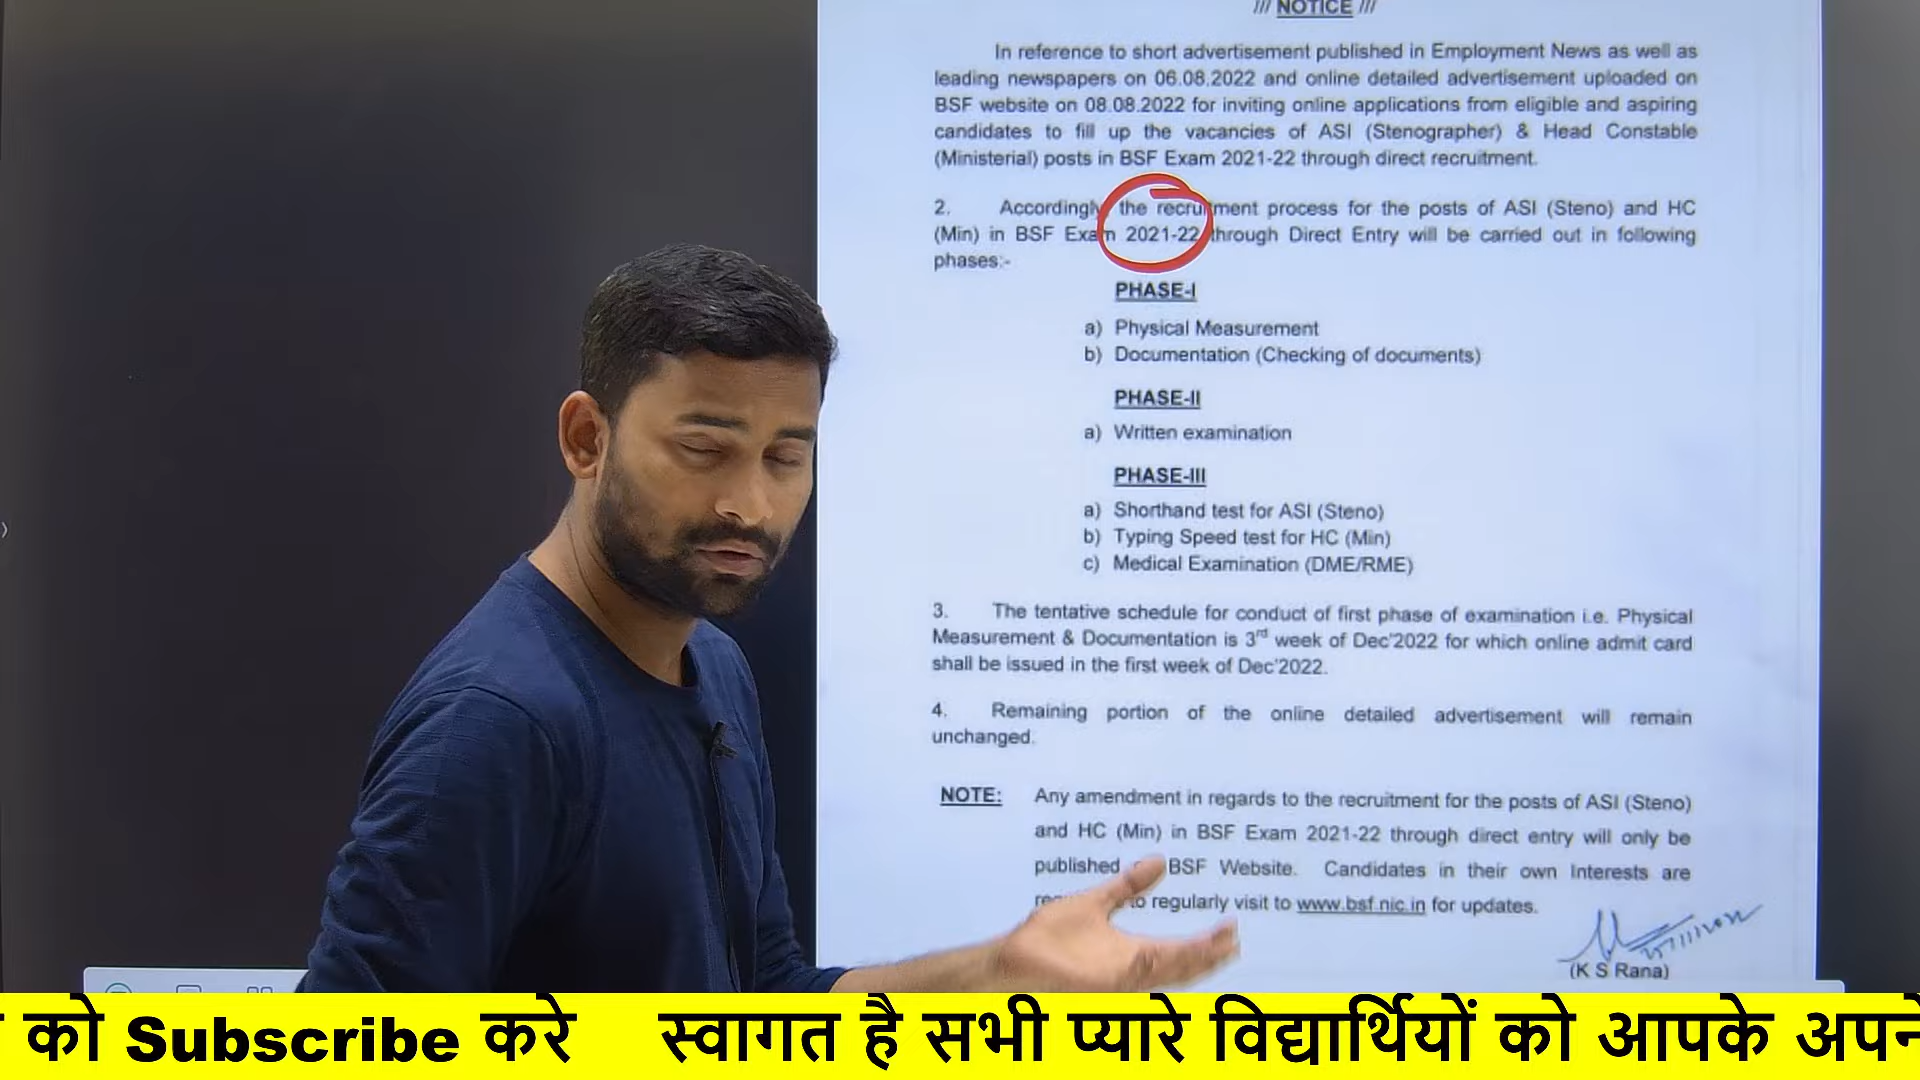 /// NOTICE ///
In reference to short advertisement published in Employment News as well as
leading newspapers on 06.08.2022 and online detailed advertisement uploaded on
BSF website on 08.08.2022 for inviting online applications from eligible and aspiring
candidates to fill up the vacancies of ASI (Stenographer) & Head Constable
(Ministerial) posts in BSF Exam 2021-22 through direct recruitment.
2. Accordingly the recruitment process for the posts of ASI (Steno) and HC
(Min) in BSF Exam 2021-22 through Direct Entry will be carried out in following
phases:-
PHASE-I
a) Physical Measurement
b) Documentation (Checking of documents)
PHASE-II
a) Written examination
PHASE-III
a) Shorthand test for ASI (Steno)
b) Typing Speed test for HC (Min)
c) Medical Examination (DME/RME)
3. The tentative schedule for conduct of first phase of examination i.e. Physical
Measurement & Documentation is 3rd week of Dec'2022 for which online admit card
shall be issued in the first week of Dec'2022.
4. Remaining portion of the online detailed advertisement will remain
unchanged.
NOTE: Any amendment in regards to the recruitment for the posts of ASI (Steno)
and HC (Min) in BSF Exam 2021-22 through direct entry will only be
published BSF Website. Candidates in their own Interests are
to regularly visit to www.bsf.nic.in for updates.
(K S Rana)
को Subscribe करे स्वागत है सभी प्यारे विद्यार्थियों को आपके अपने